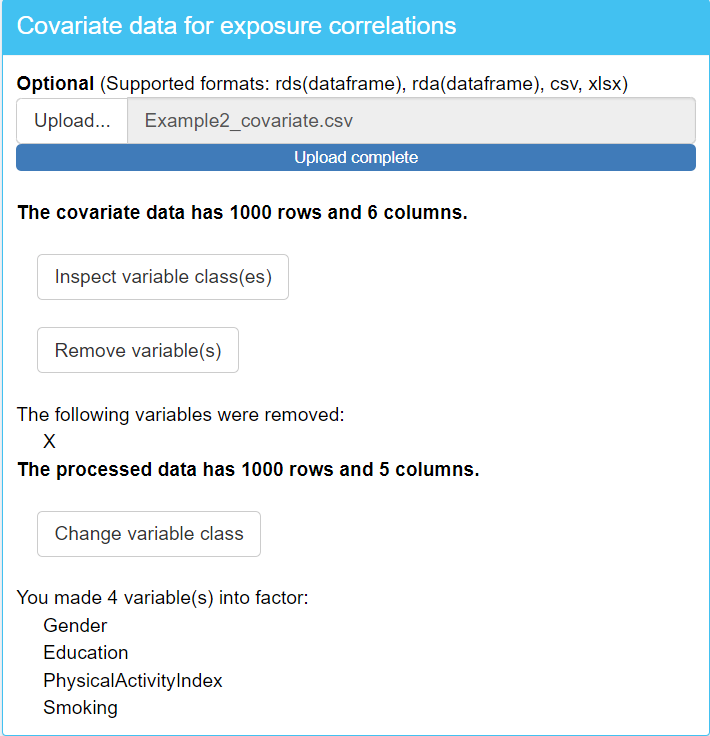 Covariate data for exposure correlations
Optional (Supported formats: rds(dataframe), rda(dataframe), csv, xlsx)
Upload... Example2_covariate.csv
Upload complete
The covariate data has 1000 rows and 6 columns.
Inspect variable class(es)
Remove variable(s)
The following variables were removed:
X
The processed data has 1000 rows and 5 columns.
Change variable class
You made 4 variable(s) into factor:
Gender
Education
PhysicalActivityIndex
Smoking